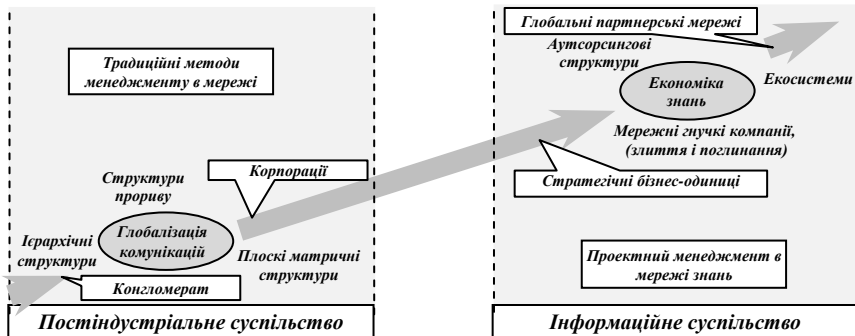 Традиційні методи
менеджменту в мережі
Структури
прориву
Корпорації
Ієрархічні
структури
Глобалізація
комунікацій
Плоскі матричні
структури
Конгломерат
Постіндустріальне суспільство
Глобальні партнерські мережі
Аутсорсингові
структури
Екосистеми
Економіка
знань
Мережні гнучкі компанії,
(злиття і поглинання)
Стратегічні бізнес-одиниці
Проектний менеджмент в
мережі знань
Інформаційне суспільство